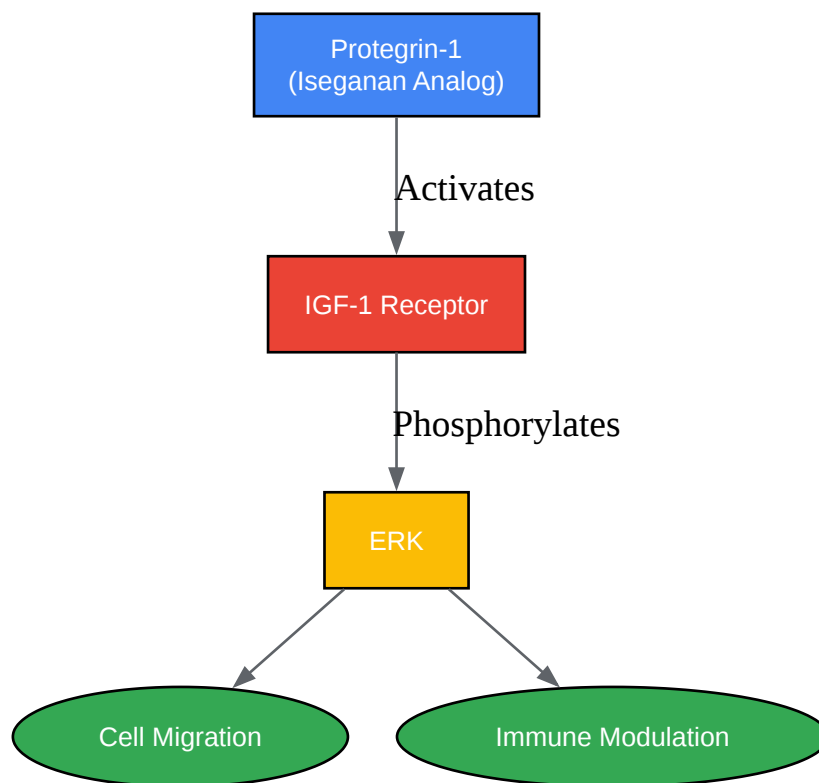 Protegrin-1
(Iseganan Analog)
Activates
IGF-1 Receptor
Phosphorylates
ERK
Cell Migration
Immune Modulation